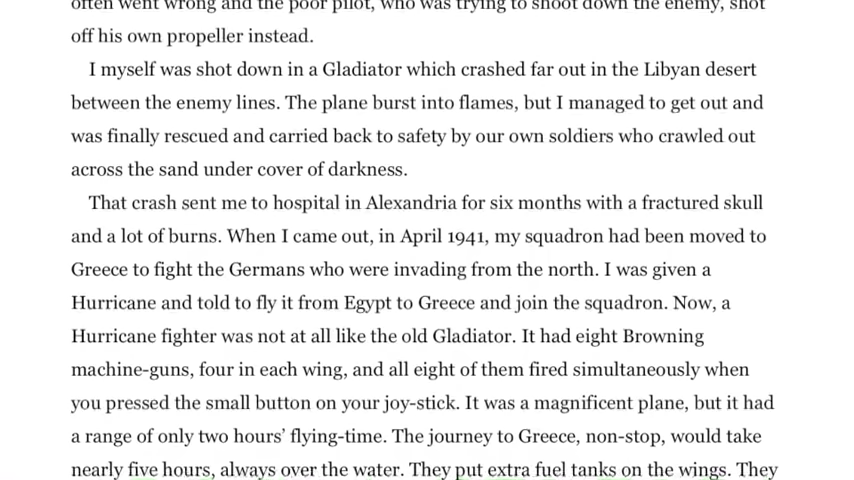 often went wrong and the poor pilot, who was trying to shoot down the enemy, shot
off his own propeller instead.
I myself was shot down in a Gladiator which crashed far out in the Libyan desert
between the enemy lines. The plane burst into flames, but I managed to get out and
was finally rescued and carried back to safety by our own soldiers who crawled out
across the sand under cover of darkness.
That crash sent me to hospital in Alexandria for six months with a fractured skull
and a lot of burns. When I came out, in April 1941, my squadron had been moved to
Greece to fight the Germans who were invading from the north. I was given a
Hurricane and told to fly it from Egypt to Greece and join the squadron. Now, a
Hurricane fighter was not at all like the old Gladiator. It had eight Browning
machine-guns, four in each wing, and all eight of them fired simultaneously when
you pressed the small button on your joy-stick. It was a magnificent plane, but it had
a range of only two hours’ flying-time. The journey to Greece, non-stop, would take
nearly five hours, always over the water. They put extra fuel tanks on the wings. They